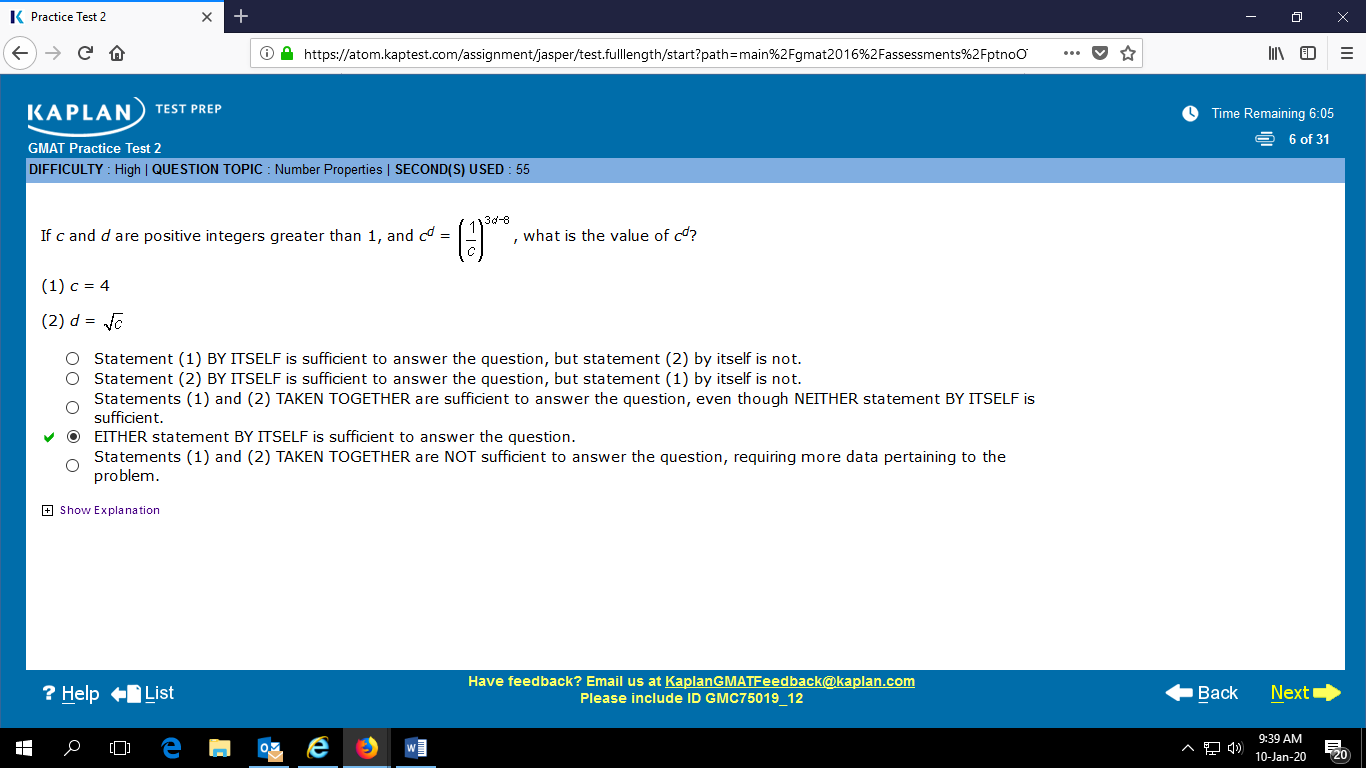 Practice Test 2
https://atom.kaptest.com/assignment/jasper/test.fulllength/start?path=main%2Fgmat2016%2Fassessments%2FptnoO
KAPLAN TEST PREP
Time Remaining 6:05
GMAT Practice Test 2
6 of 31
DIFFICULTY : High | QUESTION TOPIC : Number Properties | SECOND(S) USED : 55
If c and d are positive integers greater than 1, and c^d = (1/c)^(3d-8) , what is the value of c^d?
(1) c = 4
(2) d = √c
Statement (1) BY ITSELF is sufficient to answer the question, but statement (2) by itself is not.
Statement (2) BY ITSELF is sufficient to answer the question, but statement (1) by itself is not.
Statements (1) and (2) TAKEN TOGETHER are sufficient to answer the question, even though NEITHER statement BY ITSELF is
sufficient.
EITHER statement BY ITSELF is sufficient to answer the question.
Statements (1) and (2) TAKEN TOGETHER are NOT sufficient to answer the question, requiring more data pertaining to the
problem.
Show Explanation
? Help
List
Have feedback? Email us at KaplanGMATFeedback@kaplan.com
Please include ID GMC75019_12
Back
Next
9:39 AM
10-Jan-20
20